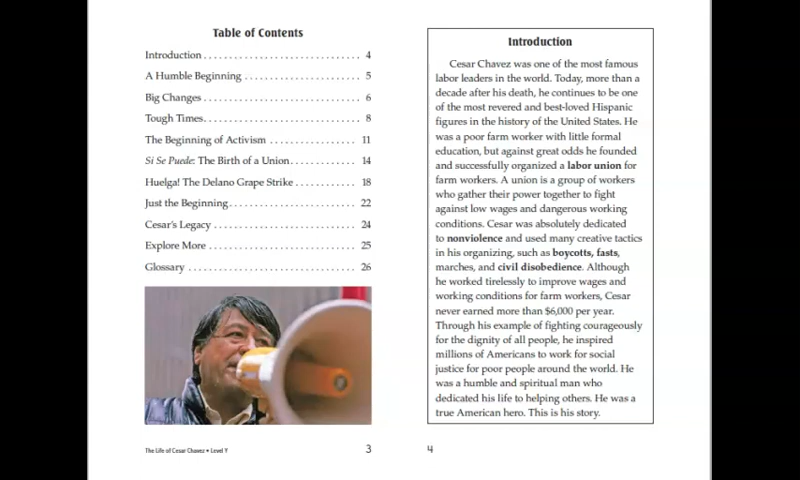 Table of Contents
Introduction . . . . . . . . . . . . . . . . . . . . . . . . . . . . . . 4
A Humble Beginning . . . . . . . . . . . . . . . . . . . . . . 5
Big Changes . . . . . . . . . . . . . . . . . . . . . . . . . . . . . 6
Tough Times. . . . . . . . . . . . . . . . . . . . . . . . . . . . . 8
The Beginning of Activism . . . . . . . . . . . . . . . . . 11
Si Se Puede: The Birth of a Union. . . . . . . . . . . . . 14
Huelga! The Delano Grape Strike . . . . . . . . . . . . 18
Just the Beginning. . . . . . . . . . . . . . . . . . . . . . . . 22
Cesar's Legacy . . . . . . . . . . . . . . . . . . . . . . . . . . . 24
Explore More . . . . . . . . . . . . . . . . . . . . . . . . . . . . 25
Glossary . . . . . . . . . . . . . . . . . . . . . . . . . . . . . . . 26
The Life of Cesar Chavez • Level Y
3
Introduction
Cesar Chavez was one of the most famous
labor leaders in the world. Today, more than a
decade after his death, he continues to be one
of the most revered and best-loved Hispanic
figures in the history of the United States. He
was a poor farm worker with little formal
education, but against great odds he founded
and successfully organized a labor union for
farm workers. A union is a group of workers
who gather their power together to fight
against low wages and dangerous working
conditions. Cesar was absolutely dedicated
to nonviolence and used many creative tactics
in his organizing, such as boycotts, fasts,
marches, and civil disobedience. Although
he worked tirelessly to improve wages and
working conditions for farm workers, Cesar
never earned more than $6,000 per year.
Through his example of fighting courageously
for the dignity of all people, he inspired
millions of Americans to work for social
justice for poor people around the world. He
was a humble and spiritual man who
dedicated his life to helping others. He was a
true American hero. This is his story.
4